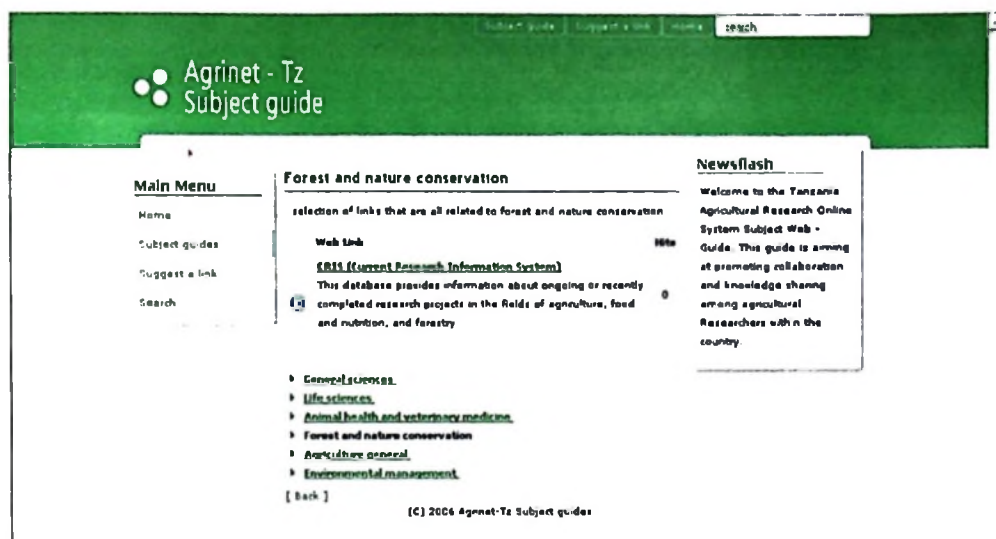 Subject guide Suggest a link Home search
Agrinet - Tz
Subject guide
Main Menu
Home
Subject guides
Suggest a link
Search
Forest and nature conservation
selection of links that are all related to forest and nature conservation
Web Link Hits
CRIS (Current Research Information System)
This database provides information about ongoing or recently
completed research projects in the fields of agriculture, food
and nutrition, and forestry
0
General sciences
Life sciences
Animal health and veterinary medicine
Forest and nature conservation
Agriculture general
Environmental management
[ Back ]
(C) 2006 Agrinet-Tz Subject guides
Newsflash
Welcome to the Tanzania
Agricultural Research Online
System Subject Web -
Guide. This guide is aiming
at promoting collaboration
and knowledge sharing
among agricultural
Researchers within the
country.